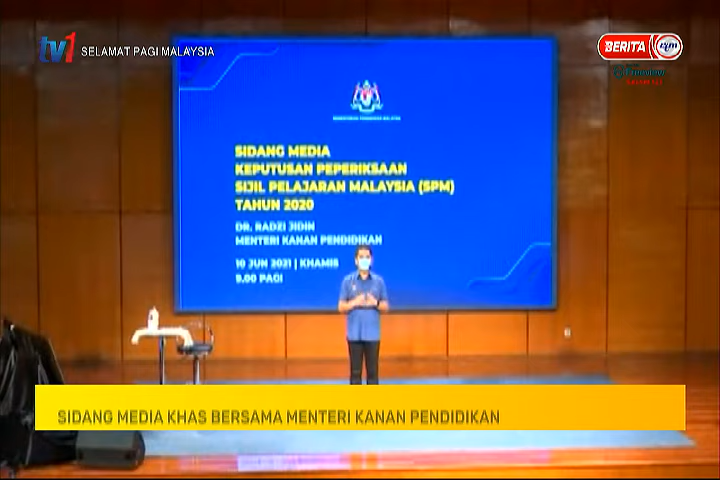 tv1 SELAMAT PAGI MALAYSIA
BERITA rtm
SIDANG MEDIA
KEPUTUSAN PEPERIKSAAN
SIJIL PELAJARAN MALAYSIA (SPM)
TAHUN 2020
DR. RADZI JIDIN
MENTERI KANAN PENDIDIKAN
10 JUN 2021 | KHAMIS
9.00 PAGI
SIDANG MEDIA KHAS BERSAMA MENTERI KANAN PENDIDIKAN